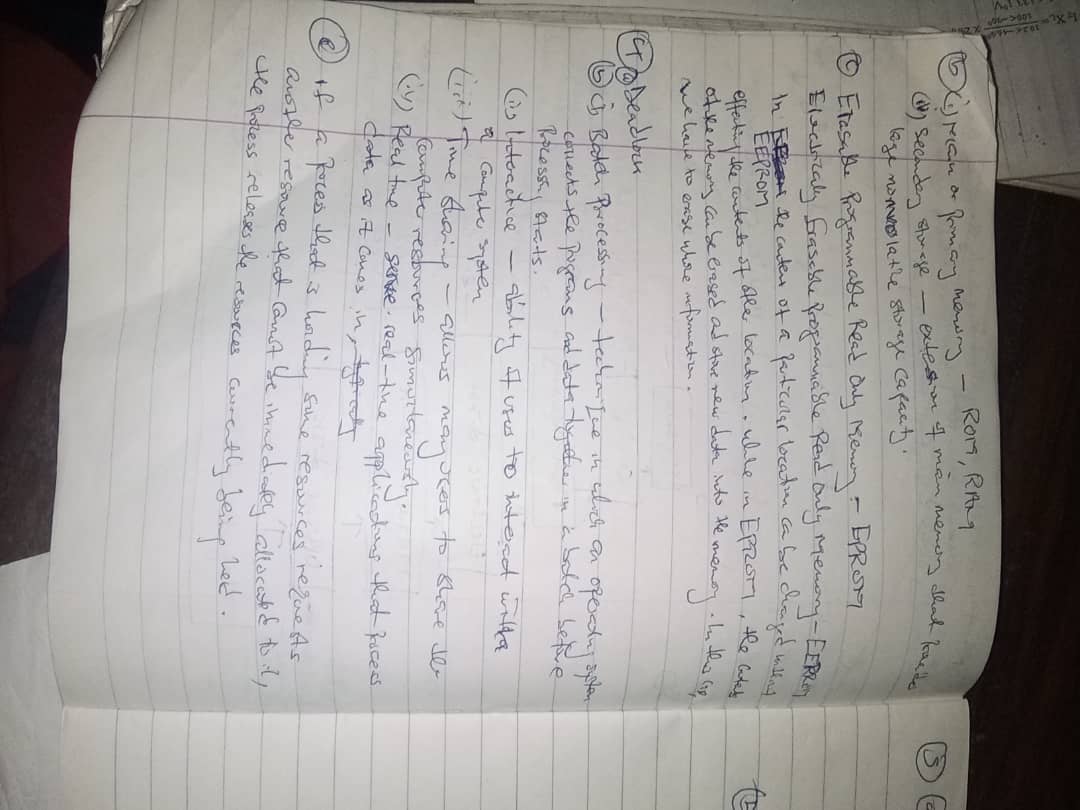 (b) (i) Main or primary memory — ROM, RAM
(ii) Secondary storage — extension of main memory that provides
large nonvolatile storage capacity.
(c) Erasable Programmable Read Only Memory – EPROM
Electrically Erasable Programmable Read Only Memory – EEPROM
In the content of a particular location can be changed without
EEPROM
effecting the contents of other location. While in EPROM, the contents
of the memory can be erased and store new data into the memory. In this case,
we have to erase whole information.
(4) (a) Deadlock
(b) (i) Batch Processing – technique in which an operating system
collects the programs and data together in a batch before
Processing starts.
(ii) Interactive – ability of users to interact with
a computer system
(iii) Time Sharing – allows many users to share the
computer resources simultaneously
(iv) Real time – real-time applications that process
data as it comes in,
(e) If a process that is holding some resources requests
another resource that cannot be immediately allocated to it,
the process release the resources currently being held.
(5)